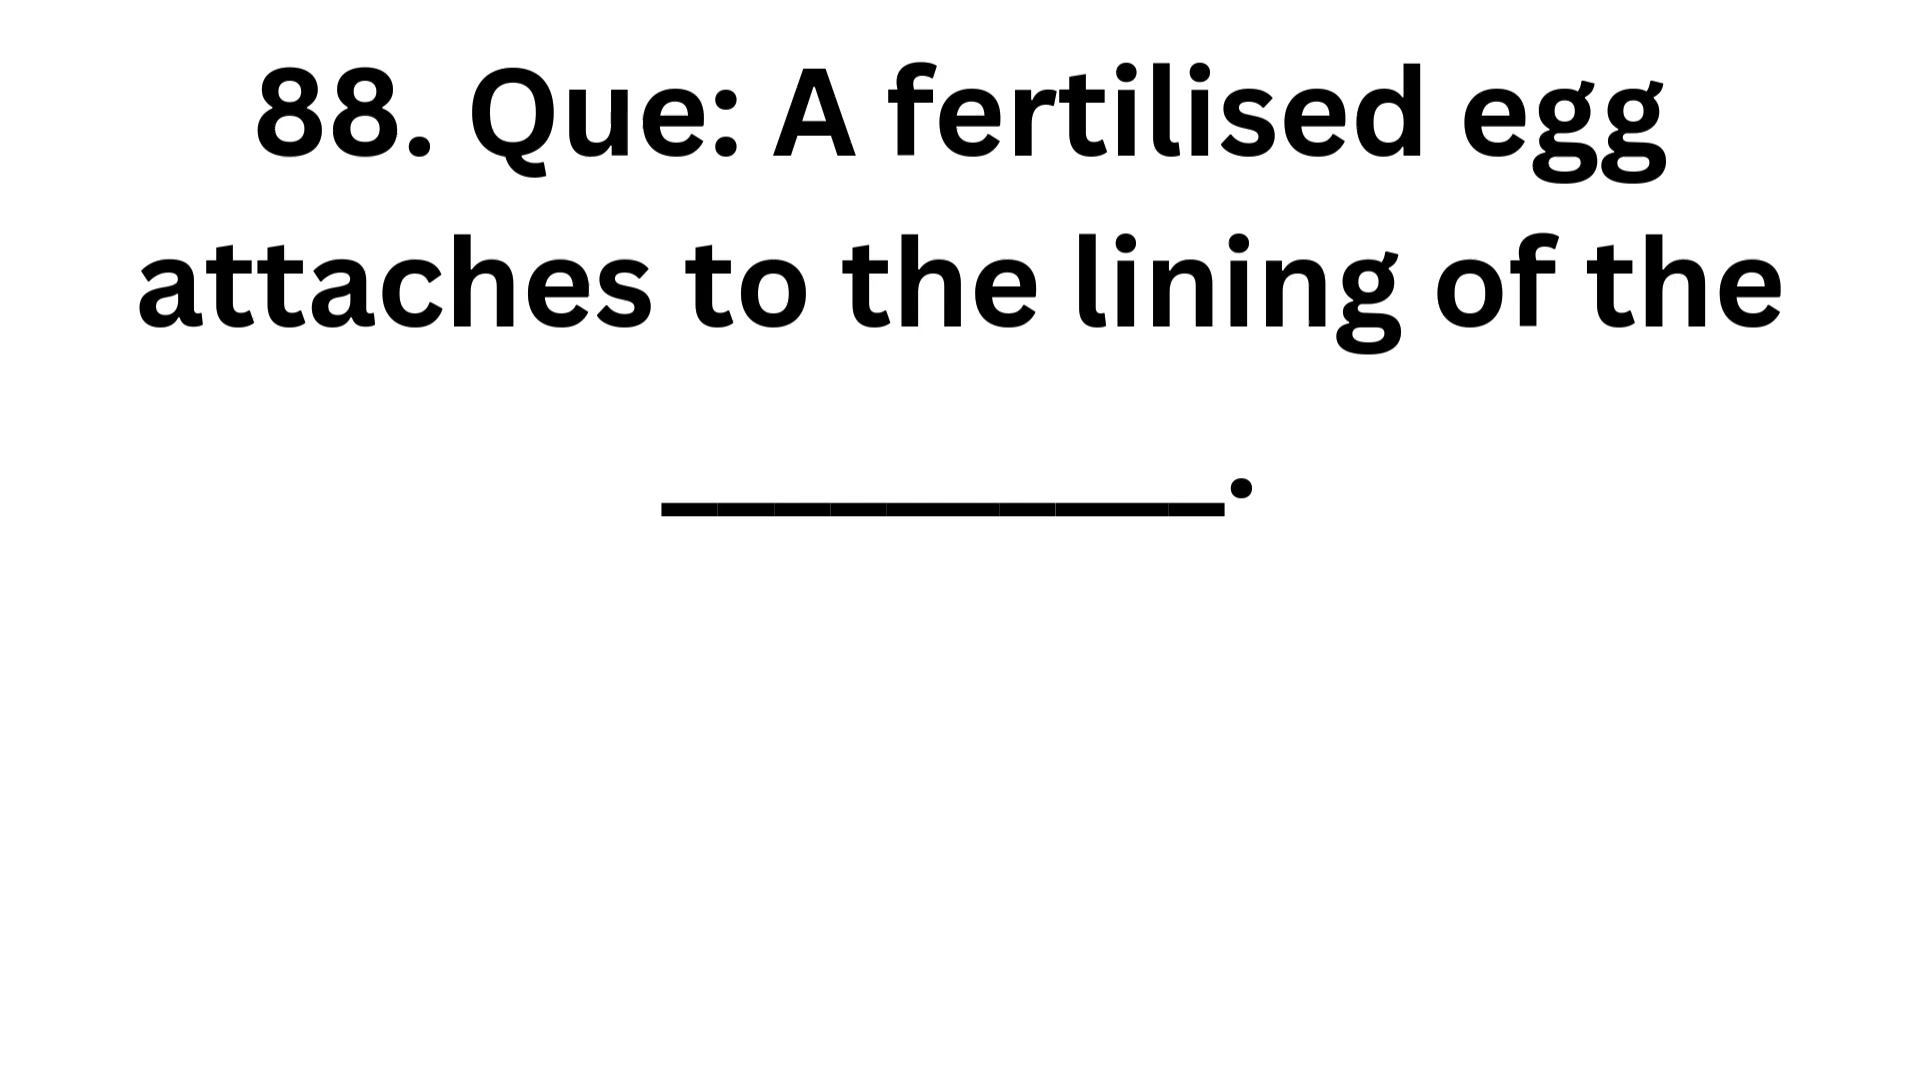 88. Que: A fertilised egg
attaches to the lining of the
__________.